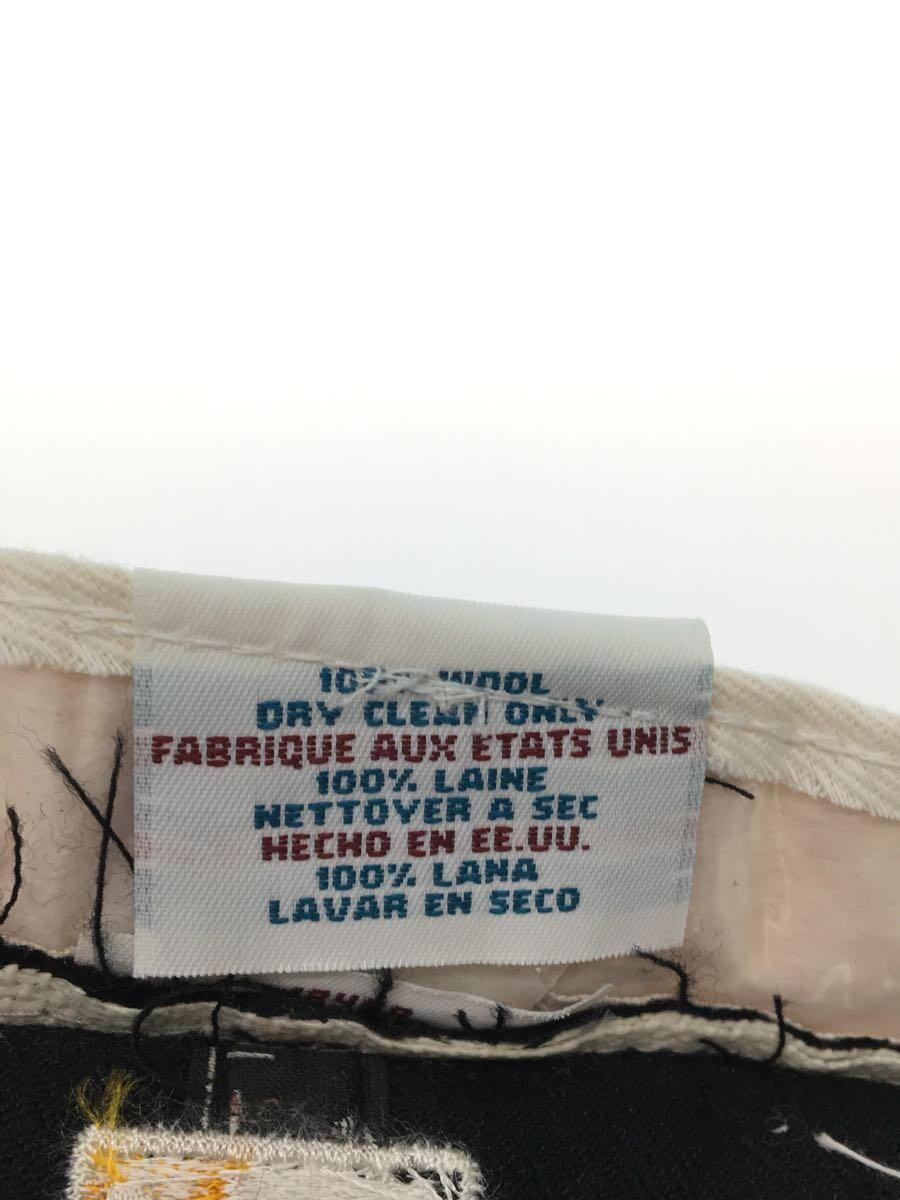 100% WOOL
DRY CLEAN ONLY
FABRIQUE AUX ETATS UNIS
100% LAINE
NETTOYER A SEC
HECHO EN EE.UU.
100% LANA
LAVAR EN SECO